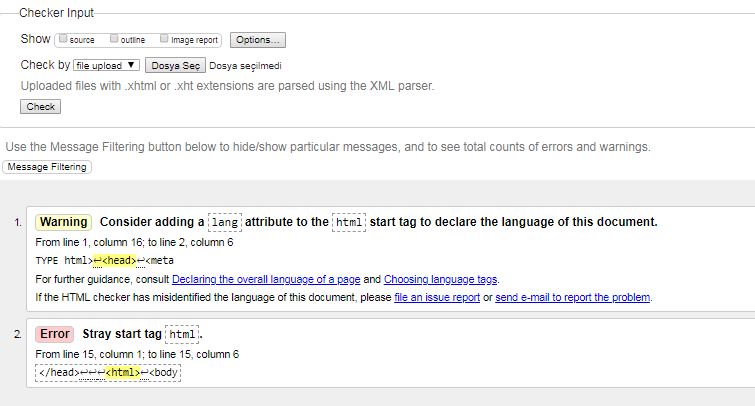 Checker Input
Show source outline image report Options...
Check by file upload ▼ Dosya Seç Dosya seçilmedi
Uploaded files with .xhtml or .xht extensions are parsed using the XML parser.
Check
Use the Message Filtering button below to hide/show particular messages, and to see total counts of errors and warnings.
Message Filtering
1. Warning Consider adding a lang attribute to the html start tag to declare the language of this document.
From line 1, column 16; to line 2, column 6
TYPE html>↩<head>↩<meta
For further guidance, consult Declaring the overall language of a page and Choosing language tags.
If the HTML checker has misidentified the language of this document, please file an issue report or send e-mail to report the problem.
2. Error Stray start tag html.
From line 15, column 1; to line 15, column 6
</head>↩↩↩<html>↩<body